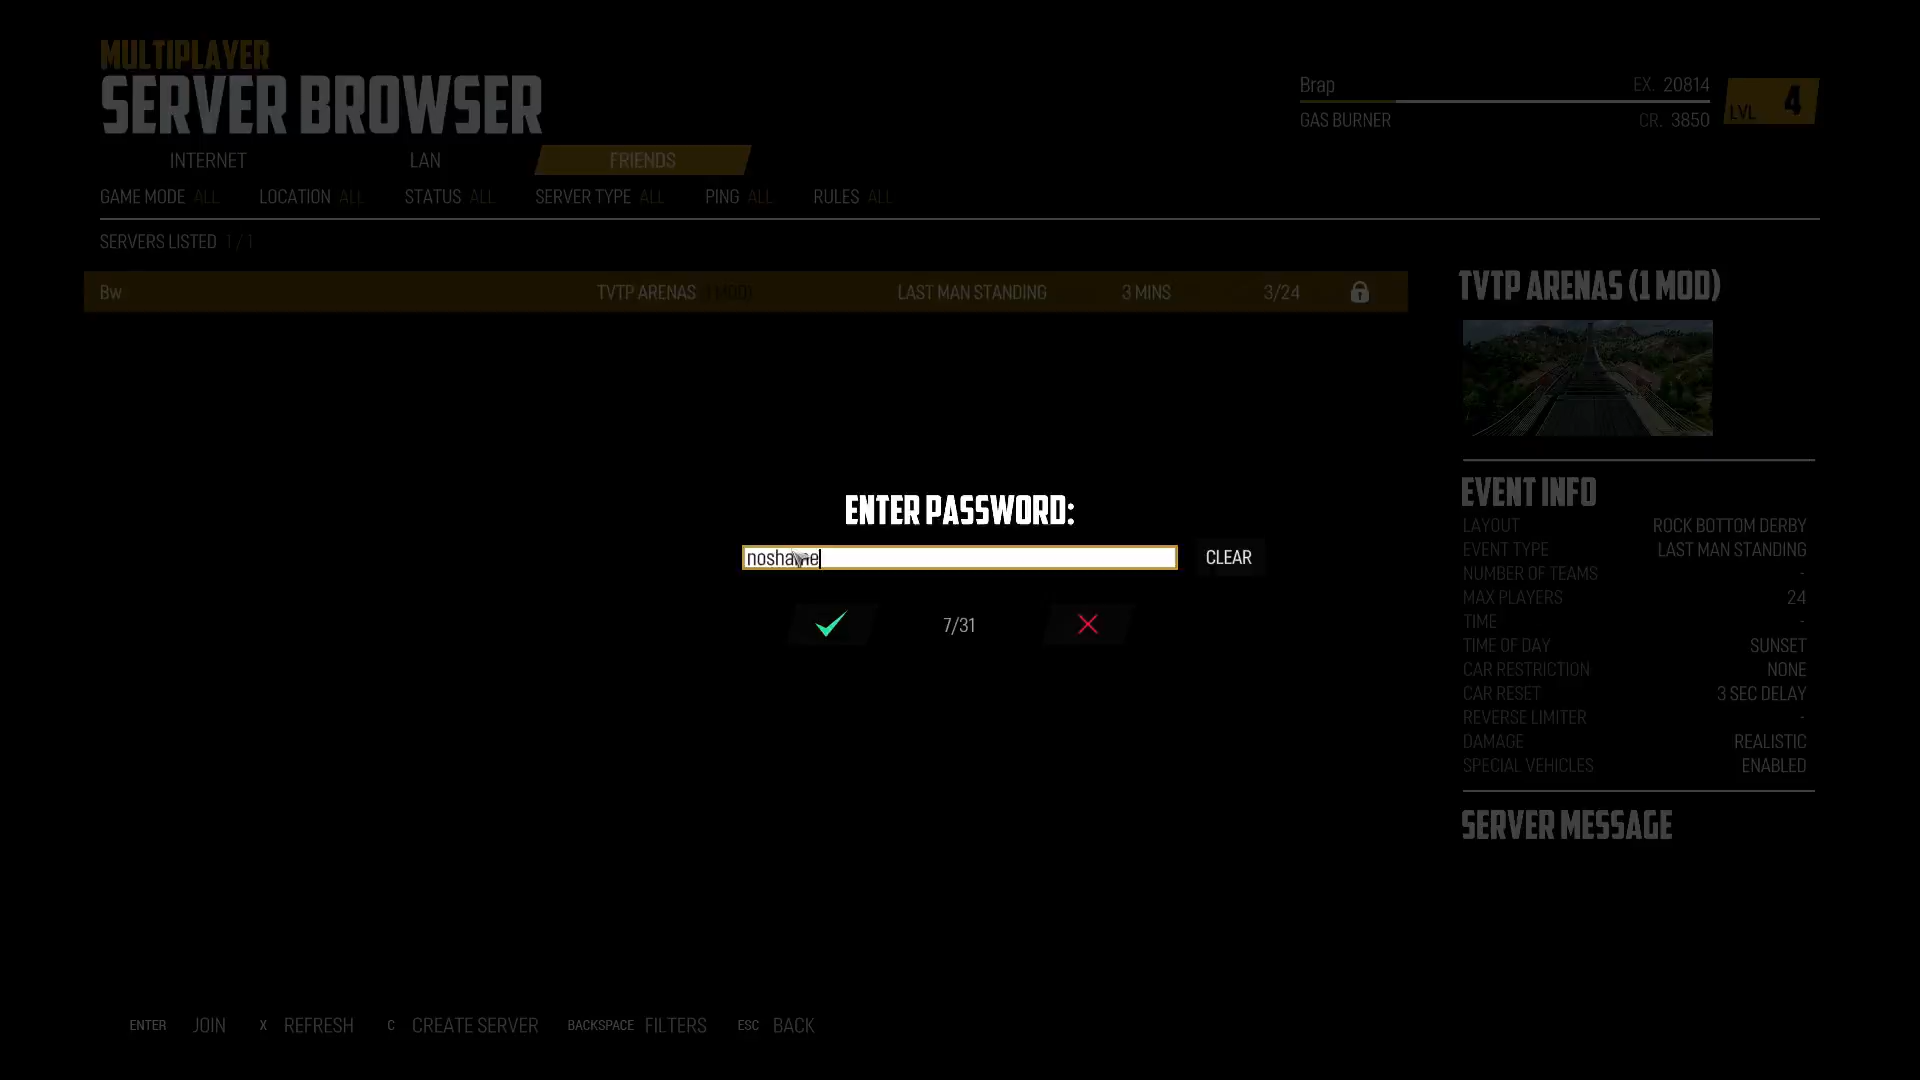 MULTIPLAYER
SERVER BROWSER
Brap EX. 20814
LVL 4
GAS BURNER CR. 3850
INTERNET LAN FRIENDS
GAME MODE ALL LOCATION ALL STATUS ALL SERVER TYPE ALL PING ALL RULES ALL
SERVERS LISTED 1 / 1
Bw TVTP ARENAS (1 MOD) LAST MAN STANDING 3 MINS 3/24
TVTP ARENAS (1 MOD)
ENTER PASSWORD:
CLEAR
7/31
EVENT INFO
LAYOUT ROCK BOTTOM DERBY
EVENT TYPE LAST MAN STANDING
NUMBER OF TEAMS -
MAX PLAYERS 24
TIME -
TIME OF DAY SUNSET
CAR RESTRICTION NONE
CAR RESET 3 SEC DELAY
REVERSE LIMITER -
DAMAGE REALISTIC
SPECIAL VEHICLES ENABLED
SERVER MESSAGE
ENTER JOIN X REFRESH C CREATE SERVER BACKSPACE FILTERS ESC BACK